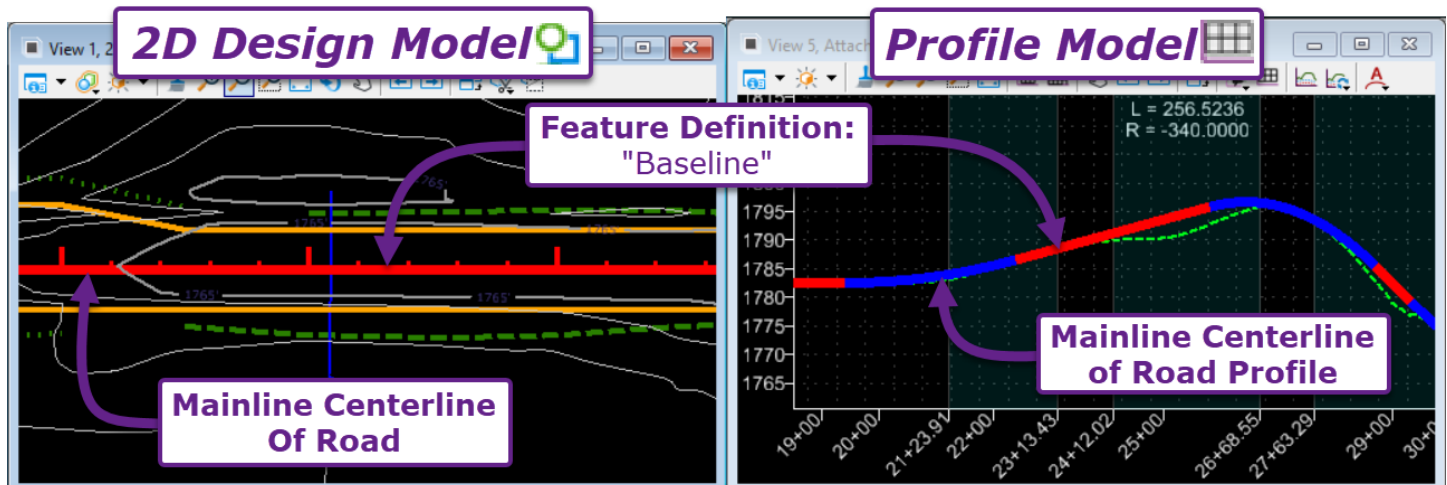 2D Design Model
Profile Model
View 1, 2
View 5, Attach
Feature Definition:
"Baseline"
L = 256.5236
R = -340.0000
1765'
1765'
1765'
1765'
1765'
Mainline Centerline
Of Road
Mainline Centerline
of Road Profile
1815
1795
1790
1785
1780
1775
1770
1765
19+00
20+00
21+23.91
22+00
23+13.43
24+12.02
25+00
26+68.55
27+63.29
29+00